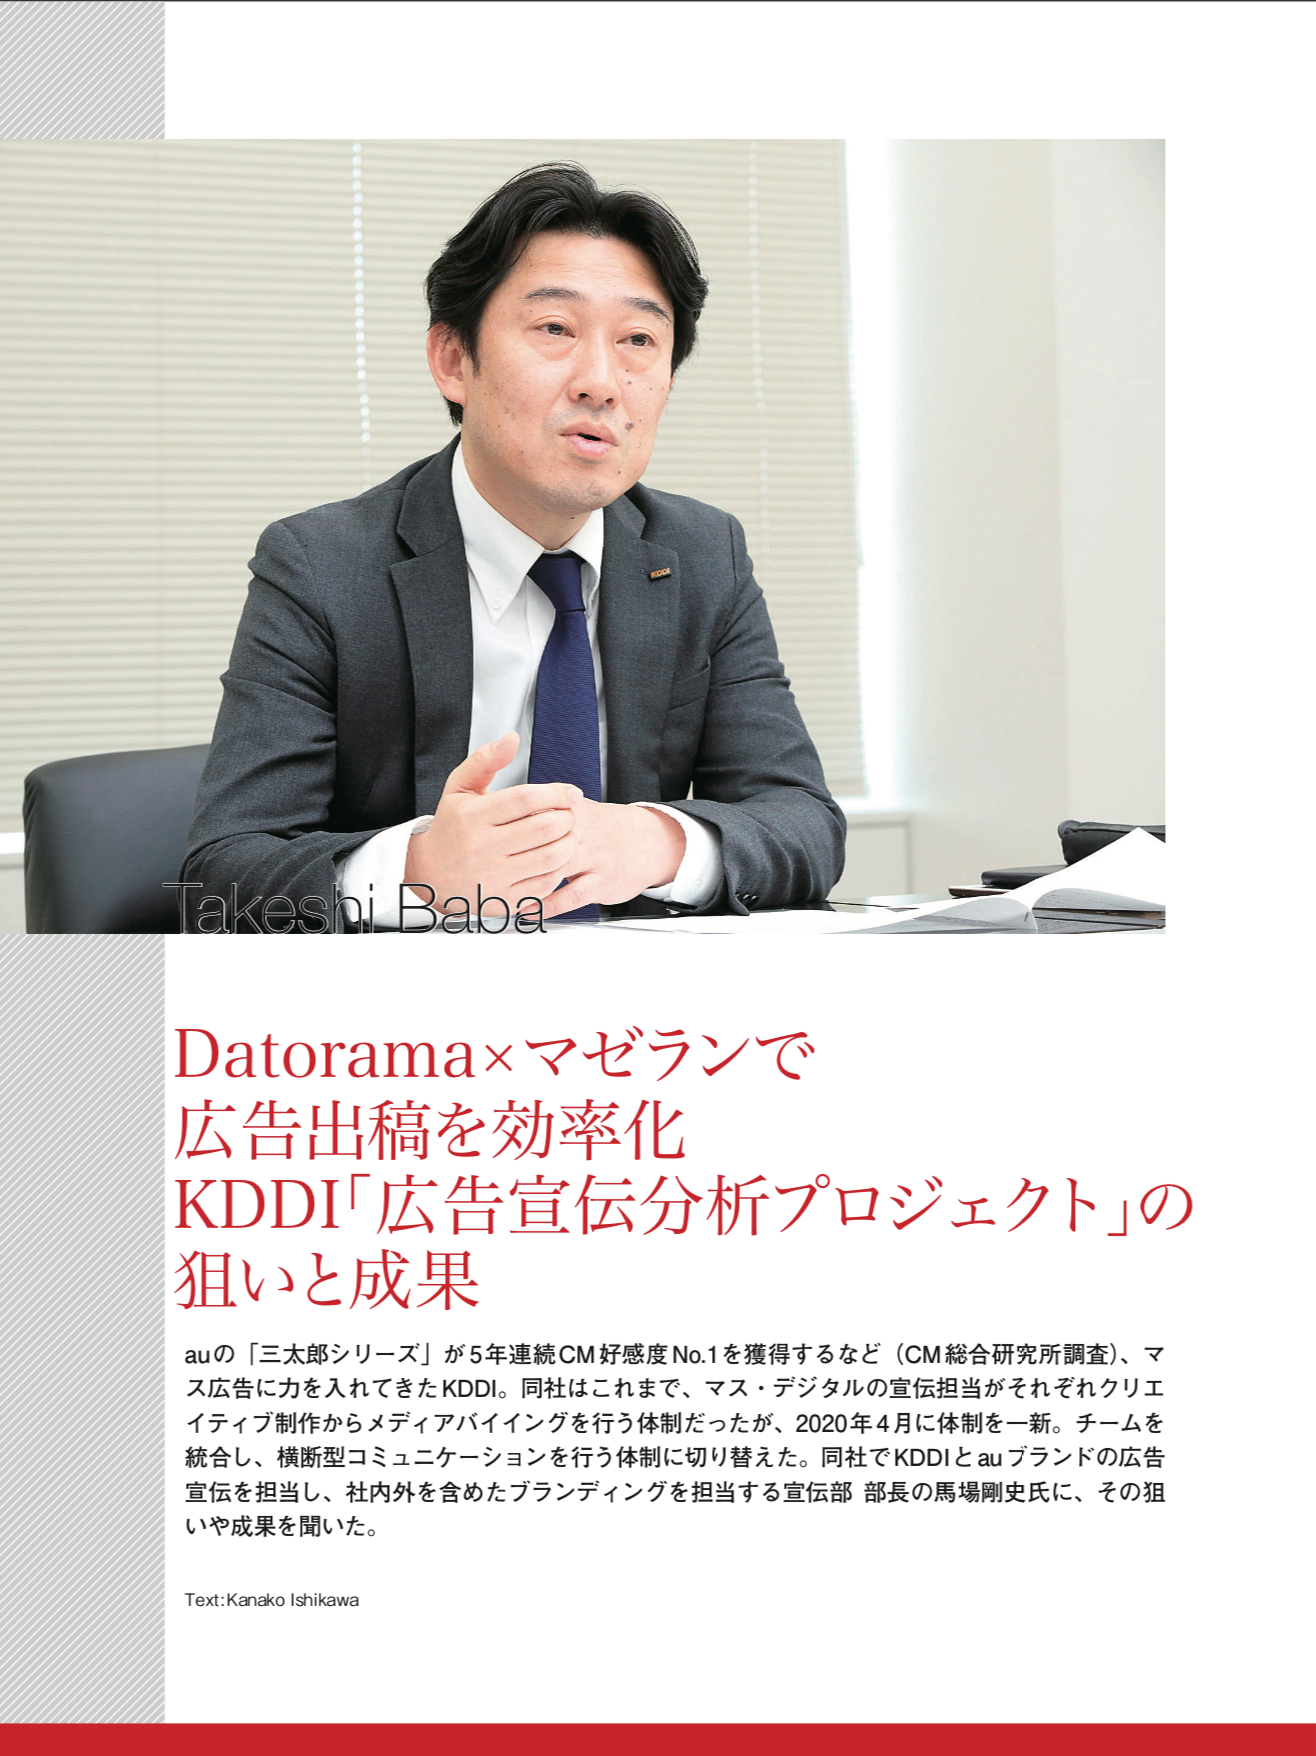 KDDI
Takeshi Baba
Datorama×マゼランで
広告出稿を効率化
KDDI「広告宣伝分析プロジェクト」の
狙いと成果
auの「三太郎シリーズ」が5年連続CM好感度No.1を獲得するなど（CM総合研究所調査）、マ
ス広告に力を入れてきたKDDI。同社はこれまで、マス・デジタルの宣伝担当がそれぞれクリエ
イティブ制作からメディアバイイングを行う体制だったが、2020年4月に体制を一新。チームを
統合し、横断型コミュニケーションを行う体制に切り替えた。同社でKDDIとauブランドの広告
宣伝を担当し、社内外を含めたブランディングを担当する宣伝部 部長の馬場剛史氏に、その狙
いや成果を聞いた。
Text:Kanako Ishikawa